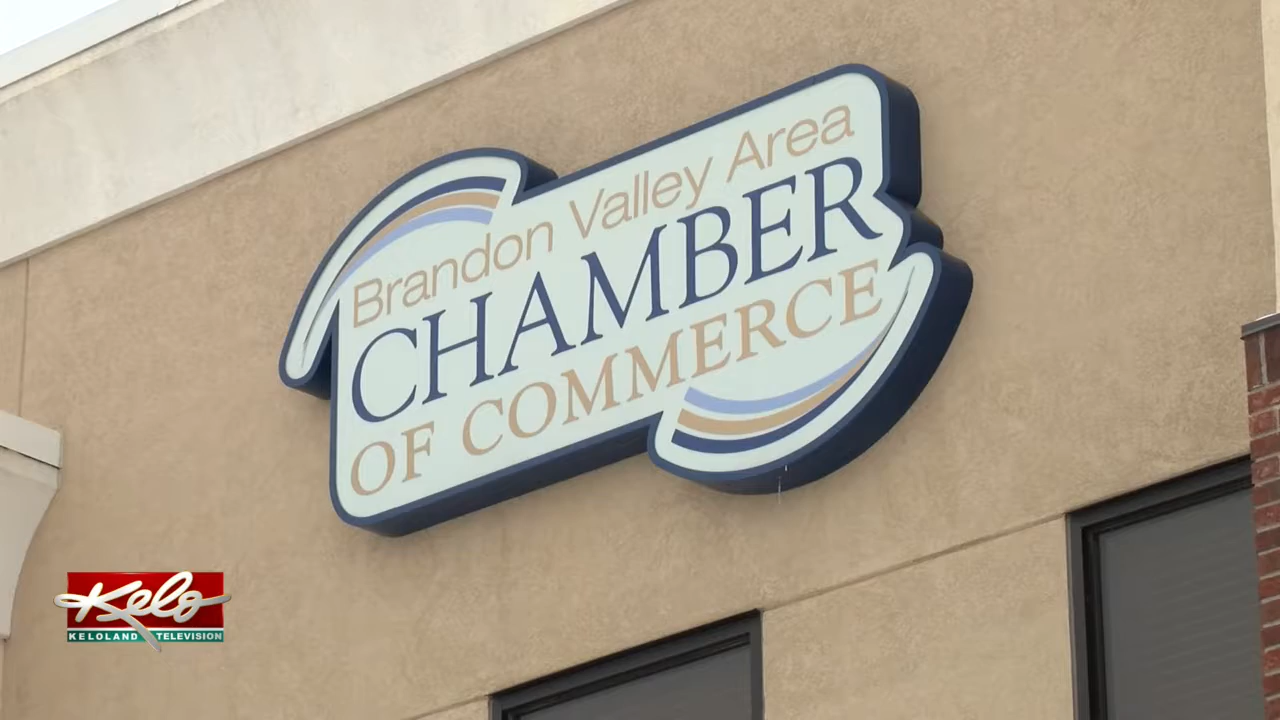 Brandon Valley Area
CHAMBER
OF COMMERCE
Kelo
KELOLAND TELEVISION